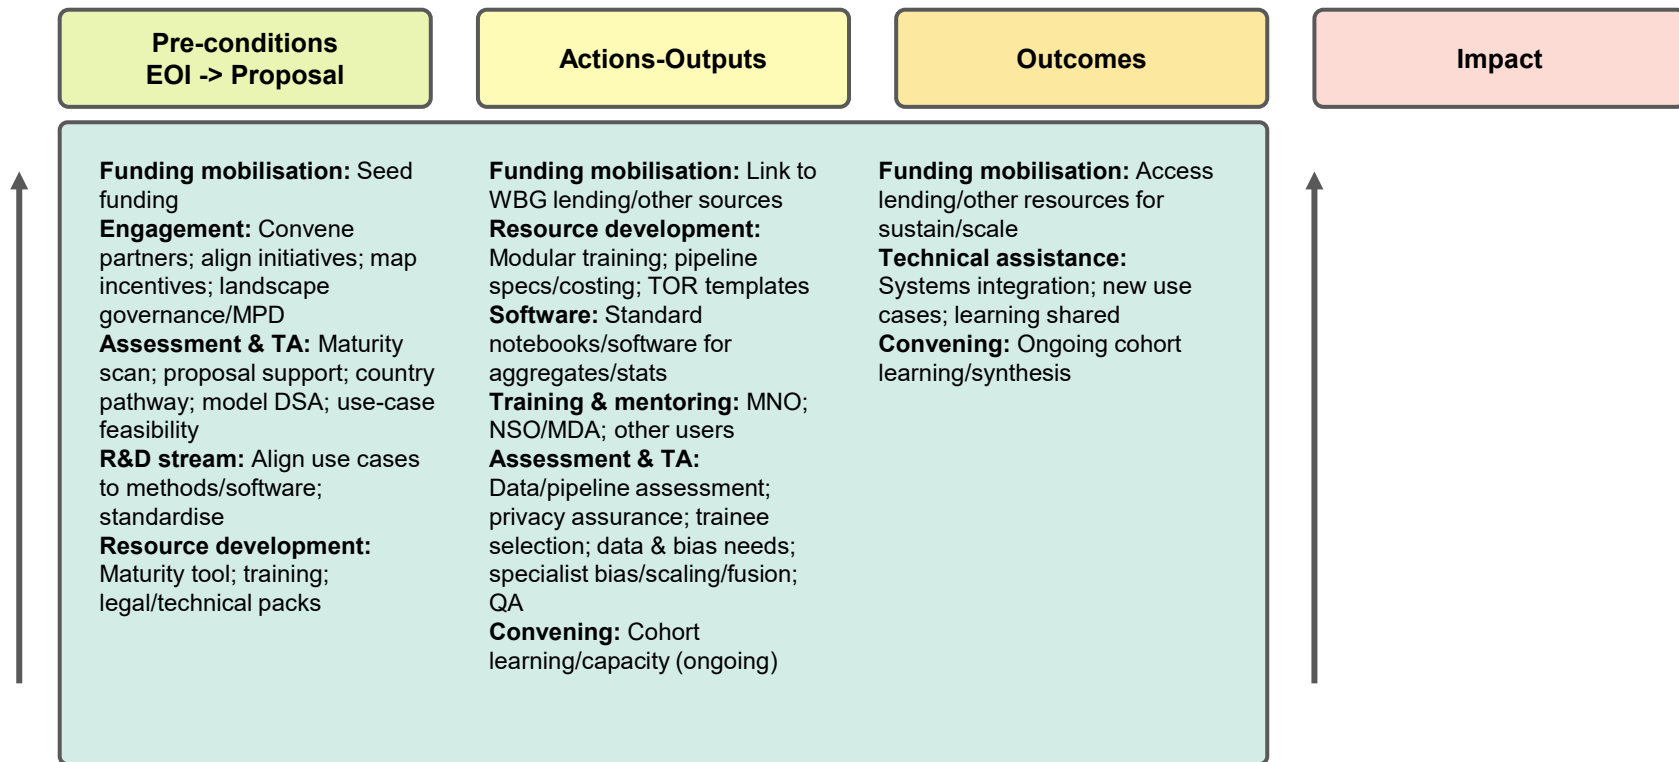 Pre-conditions
EOI -> Proposal
Actions-Outputs
Outcomes
Impact
Funding mobilisation: Seed
funding
Engagement: Convene
partners; align initiatives; map
incentives; landscape
governance/MPD
Assessment & TA: Maturity
scan; proposal support; country
pathway; model DSA; use-case
feasibility
R&D stream: Align use cases
to methods/software;
standardise
Resource development:
Maturity tool; training;
legal/technical packs
Funding mobilisation: Link to
WBG lending/other sources
Resource development:
Modular training; pipeline
specs/costing; TOR templates
Software: Standard
notebooks/software for
aggregates/stats
Training & mentoring: MNO;
NSO/MDA; other users
Assessment & TA:
Data/pipeline assessment;
privacy assurance; trainee
selection; data & bias needs;
specialist bias/scaling/fusion;
QA
Convening: Cohort
learning/capacity (ongoing)
Funding mobilisation: Access
lending/other resources for
sustain/scale
Technical assistance:
Systems integration; new use
cases; learning shared
Convening: Ongoing cohort
learning/synthesis